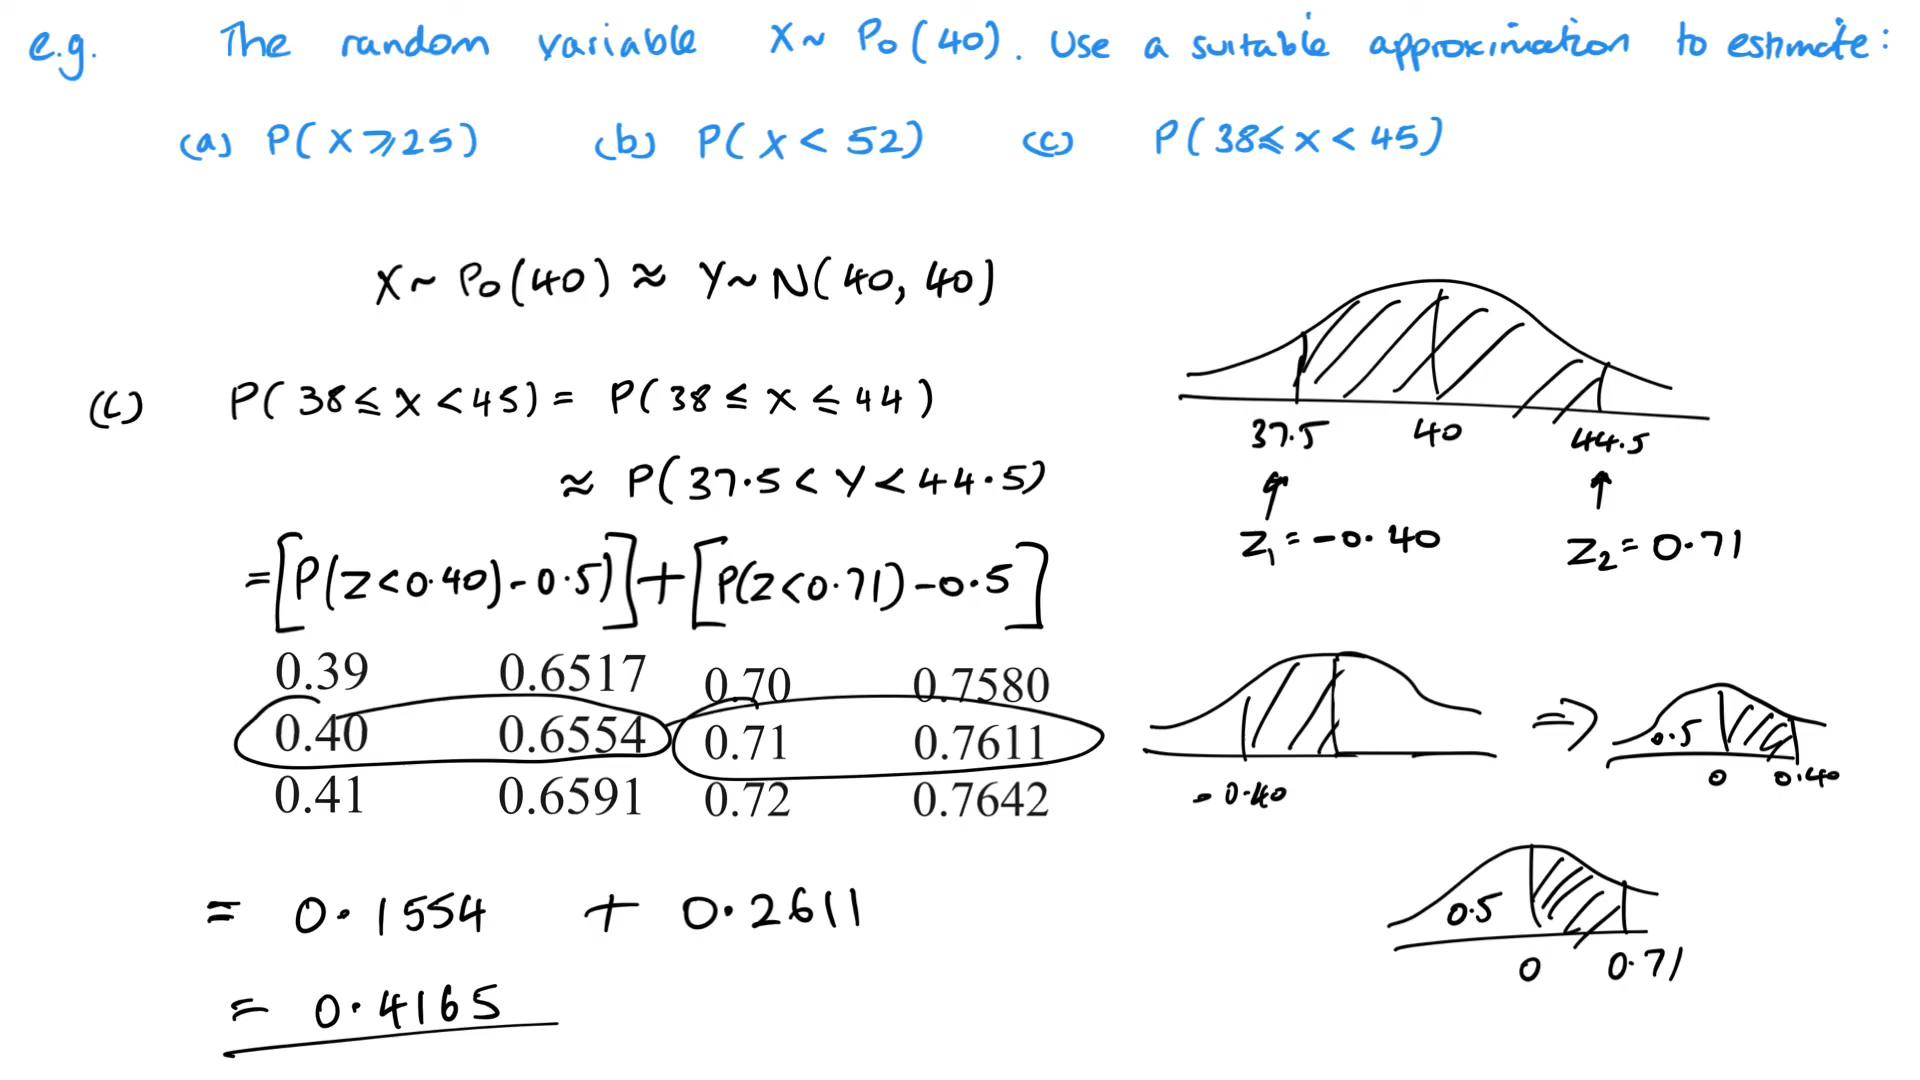 e.g. The random variable X~ Po(40). Use a suitable approximation to estimate:
(a) P(X⩾25) (b) P(X < 52) (c) P(38⩽x < 45)
X~ Po(40) ≈ Y~ N(40, 40)
(c) P(38 ≤ X < 45) = P(38 ≤ X ≤ 44)
≈ P(37.5 < Y < 44.5)
=[P(Z<0.40)-0.5)]+[P(Z<0.71)-0.5]
0.39 0.6517 0.70 0.7580
0.40 0.6554 0.71 0.7611
0.41 0.6591 0.72 0.7642
= 0.1554 + 0.2611
= 0.4165
37.5 40 44.5
Z₁ = -0.40 Z₂ = 0.71
-0.40
⇒
0.5
0 0.40
0.5
0 0.71